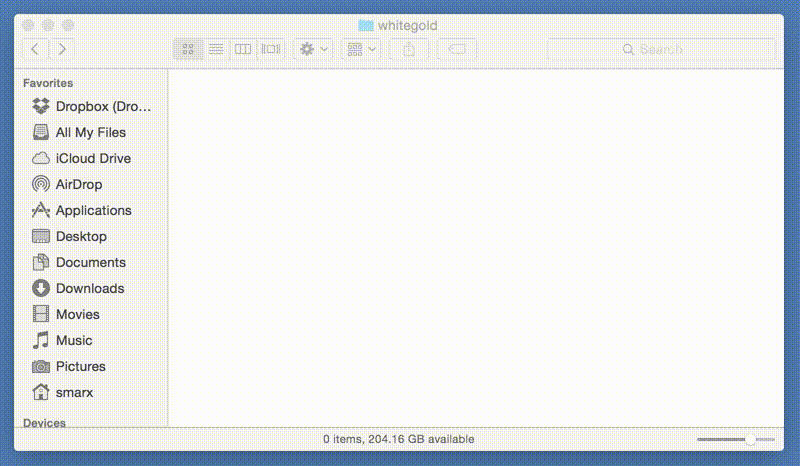 whitegold
Search
Favorites
Dropbox (Dro...
All My Files
iCloud Drive
AirDrop
Applications
Desktop
Documents
Downloads
Movies
Music
Pictures
smarx
Devices
0 items, 204.16 GB available